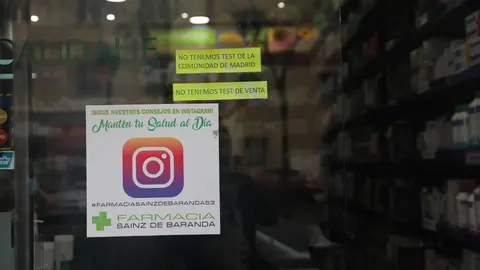 NO TENEMOS TEST DE LA
COMUNIDAD DE MADRID
NO TENEMOS TEST DE VENTA
¡SIGUE NUESTROS CONSEJOS EN INSTAGRAM!
Mantén tu Salud al Día
#FARMACIASAINZDEBARANDA53
FARMACIA
SAINZ DE BARANDA